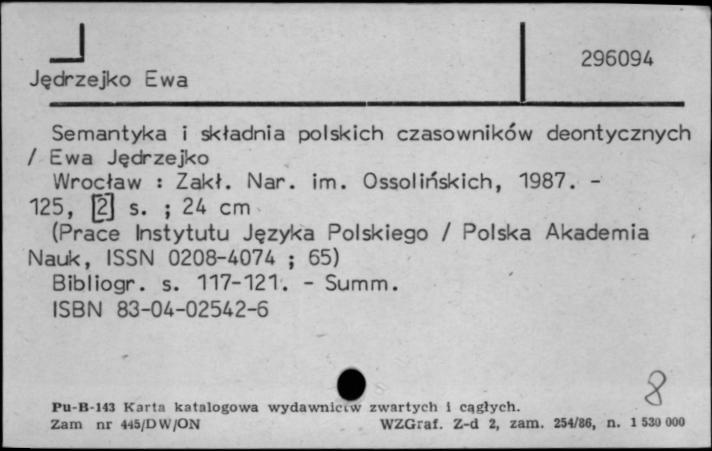 296094
Jędrzejko Ewa
Semantyka i składnia polskich czasowników deontycznych
/ Ewa Jędrzejko
Wrocław : Zakł. Nar. im. Ossolińskich, 1987. -
125, [2] s. ; 24 cm
(Prace Instytutu Języka Polskiego / Polska Akademia
Nauk, ISSN 0208-4074 ; 65)
Bibliogr. s. 117-121. - Summ.
ISBN 83-04-02542-6
8
Pu-B-143 Karta katalogowa wydawnictw zwartych i cągłych.
Zam nr 445/DW/ON WZGraf. Z-d 2, zam. 254/86, n. 1 530 000